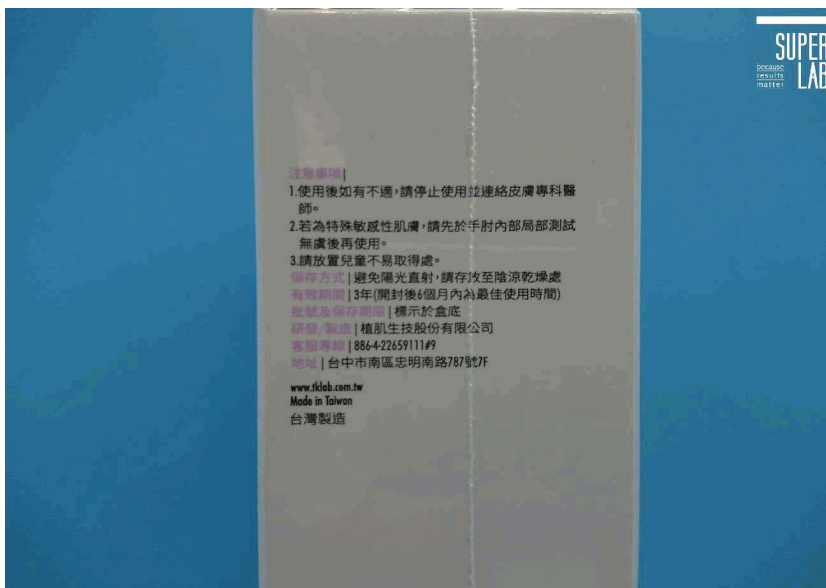 SUPER
LAB
because
results
matter
注意事項|
1.使用後如有不適，請停止使用並連絡皮膚專科醫
師。
2.若為特殊敏感性肌膚，請先於手肘內部局部測試
無虞後再使用。
3.請放置兒童不易取得處。
保存方式|避免陽光直射，請存放至陰涼乾燥處
有效期間|3年(開封後6個月內為最佳使用時間)
批號及保存期限|標示於盒底
研發/製造|植肌生技股份有限公司
客服專線|886-4-22659111#9
地址|台中市南區忠明南路787號7F
www.tklab.com.tw
Made in Taiwan
台灣製造